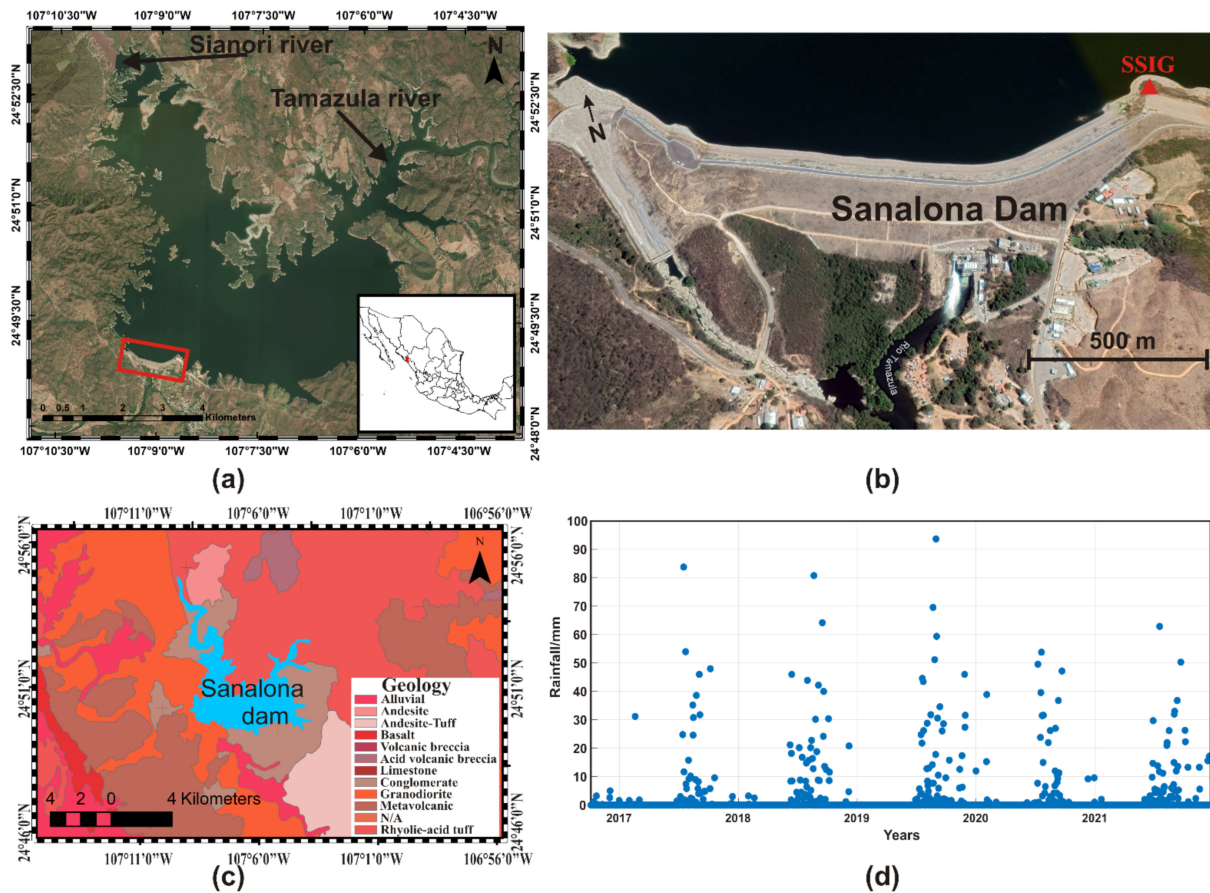 107°10'30"W 107°9'0"W 107°7'30"W 107°6'0"W 107°4'30"W
24°52'30"N
24°51'0"N
24°49'30"N
Sianori river
Tamazula river
N
24°52'30"N
24°51'0"N
24°49'30"N
24°48'0"N
0 0.5 1 2 3 4
Kilometers
107°10'30"W 107°9'0"W 107°7'30"W 107°6'0"W 107°4'30"W
(a)
SSIG
N
Sanalona Dam
Rio Tamazula
500 m
(b)
107°11'0"W 107°6'0"W 107°1'0"W 106°56'0"W
24°56'0"N
24°51'0"N
24°46'0"N
N
Sanalona
dam
Geology
Alluvial
Andesite
Andesite-Tuff
Basalt
Volcanic breccia
Acid volcanic breccia
Limestone
Conglomerate
Granodiorite
Metavolcanic
N/A
Rhyolie-acid tuff
4 2 0 4 Kilometers
24°56'0"N
24°51'0"N
24°46'0"N
107°11'0"W 107°6'0"W 107°1'0"W 106°56'0"W
(c)
100
90
80
70
60
50
40
30
20
10
0
Rainfall/mm
2017 2018 2019 2020 2021
Years
(d)